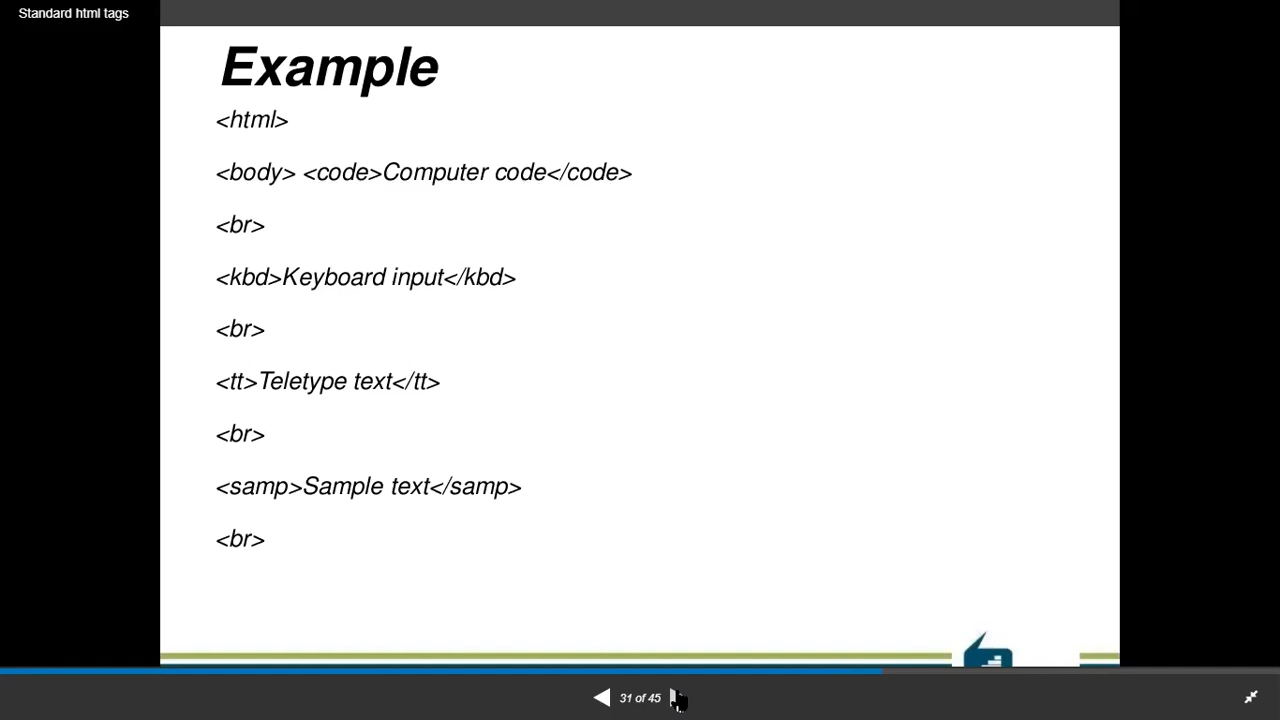 Standard html tags
Example
<html>
<body> <code>Computer code</code>
<br>
<kbd>Keyboard input</kbd>
<br>
<tt>Teletype text</tt>
<br>
<samp>Sample text</samp>
<br>
31 of 45